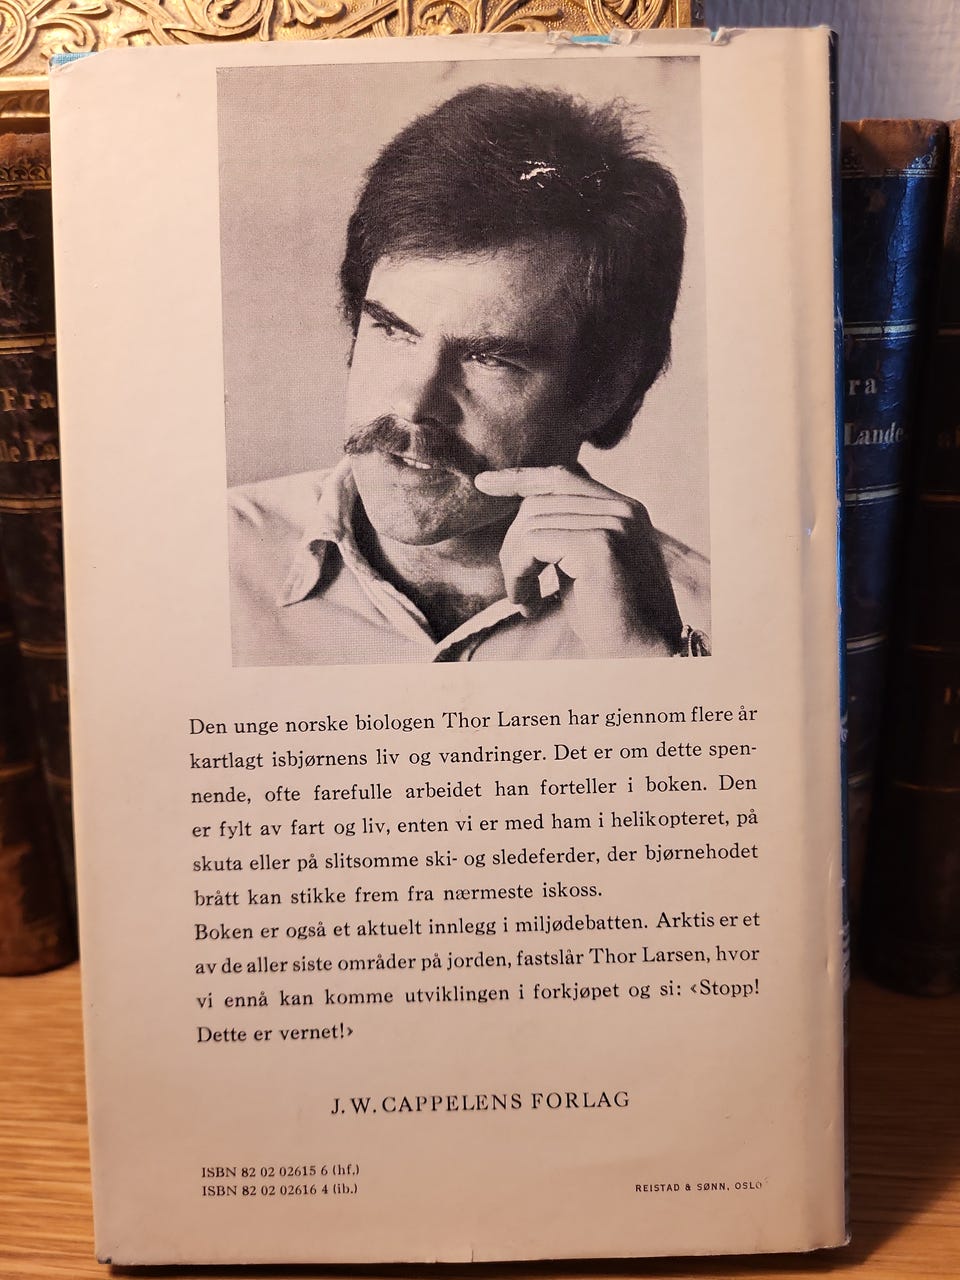 Den unge norske biologen Thor Larsen har gjennom flere år
kartlagt isbjørnens liv og vandringer. Det er om dette spen-
nende, ofte farefulle arbeidet han forteller i boken. Den
er fylt av fart og liv, enten vi er med ham i helikopteret, på
skuta eller på slitsomme ski- og sledeferder, der bjørnehodet
brått kan stikke frem fra nærmeste iskoss.
Boken er også et aktuelt innlegg i miljødebatten. Arktis er et
av de aller siste områder på jorden, fastslår Thor Larsen, hvor
vi ennå kan komme utviklingen i forkjøpet og si: ‹Stopp!
Dette er vernet!›
J. W. CAPPELENS FORLAG
ISBN 82 02 02615 6 (hf.)
ISBN 82 02 02616 4 (ib.)
REISTAD & SØNN, OSLO
Fra
de La
ra
Lande